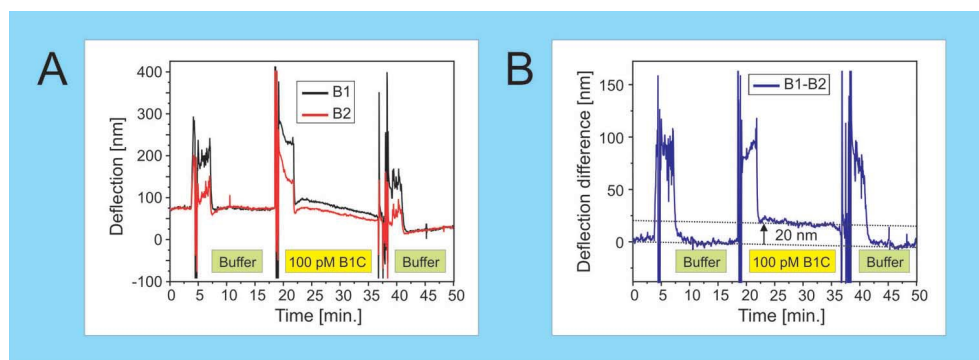 A
Deflection [nm]
400
300
200
100
0
-100
B1
B2
Buffer
100 pM B1C
Buffer
0 5 10 15 20 25 30 35 40 45 50
Time [min.]
B
Deflection difference [nm]
150
100
50
0
B1-B2
20 nm
Buffer
100 pM B1C
Buffer
0 5 10 15 20 25 30 35 40 45 50
Time [min.]